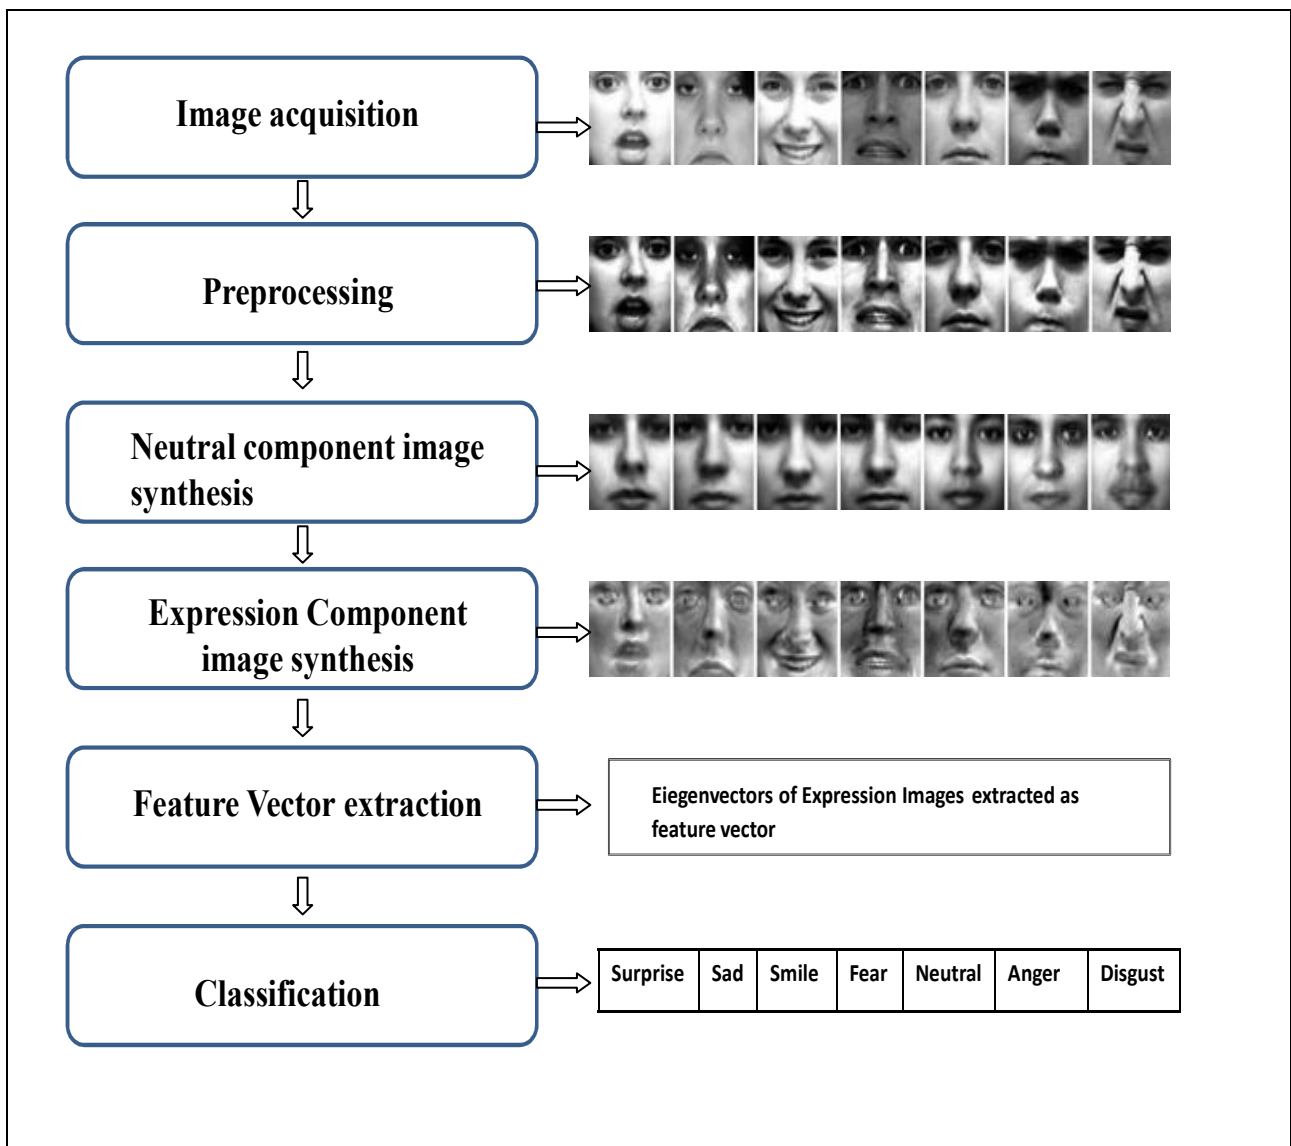 Image acquisition
Preprocessing
Neutral component image
synthesis
Expression Component
image synthesis
Feature Vector extraction
Eiegenvectors of Expression Images extracted as
feature vector
Classification
Surprise Sad Smile Fear Neutral Anger Disgust